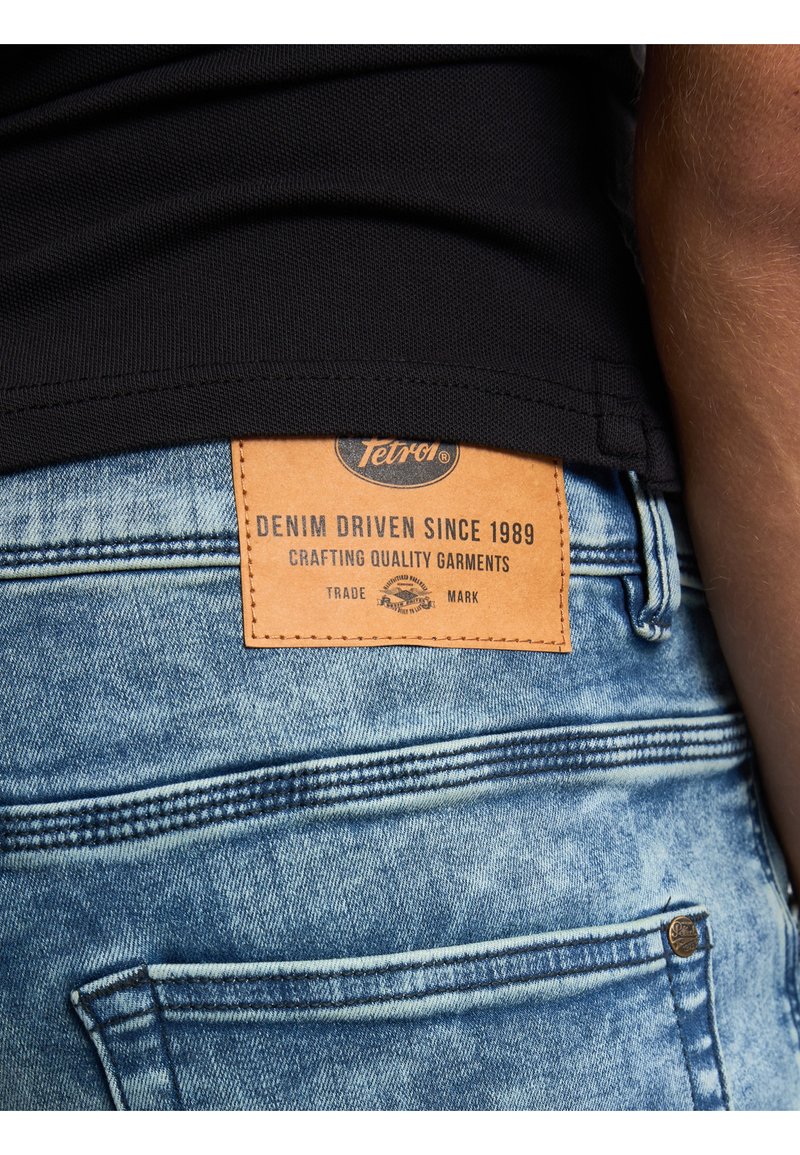 Petrol®
DENIM DRIVEN SINCE 1989
CRAFTING QUALITY GARMENTS
TRADE MARK